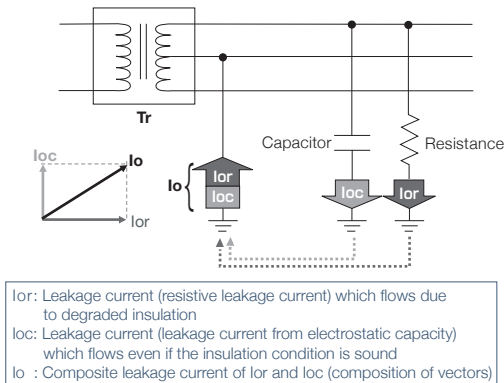 Tr
Capacitor
Resistance
Ioc
Io
Ior
Io
Ior
Ioc
Ioc
Ior
Ior: Leakage current (resistive leakage current) which flows due
to degraded insulation
Ioc: Leakage current (leakage current from electrostatic capacity)
which flows even if the insulation condition is sound
Io : Composite leakage current of Ior and Ioc (composition of vectors)